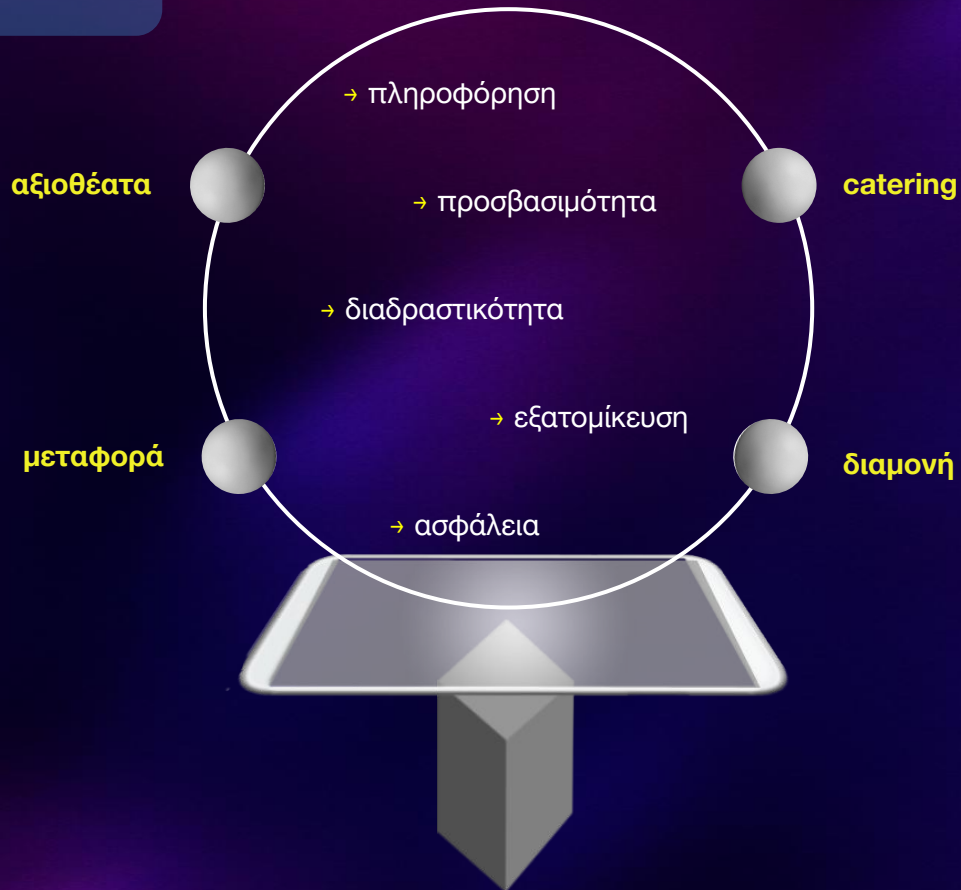 → πληροφόρηση
αξιοθέατα
catering
→ προσβασιμότητα
→ διαδραστικότητα
→ εξατομίκευση
μεταφορά
διαμονή
→ ασφάλεια